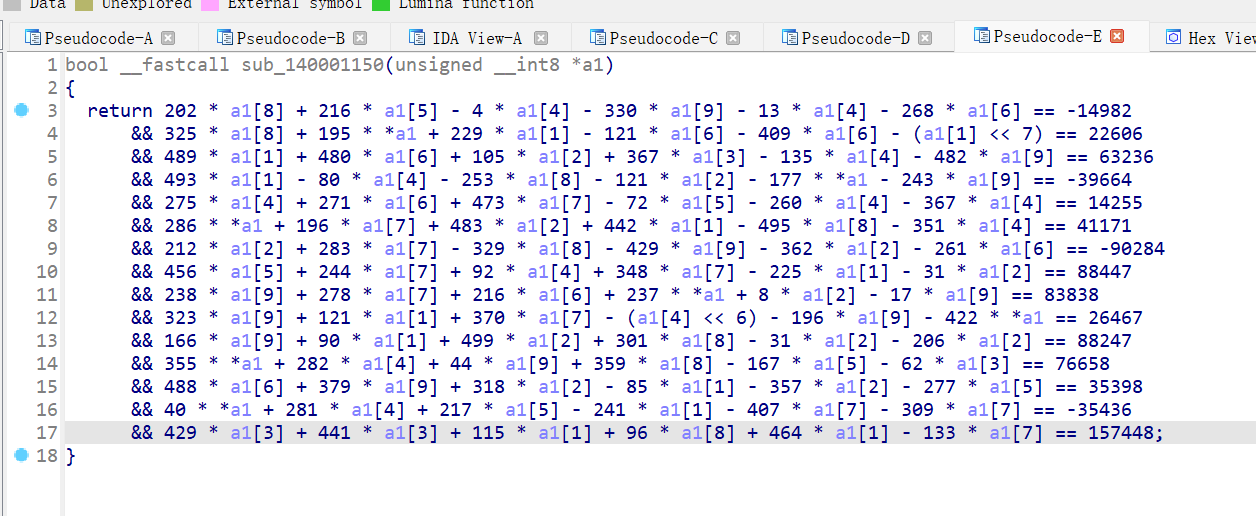 Data Unexplored External symbol Lumina function
Pseudocode-A Pseudocode-B IDA View-A Pseudocode-C Pseudocode-D Pseudocode-E Hex View
1 bool __fastcall sub_140001150(unsigned __int8 *a1)
2 {
3 return 202 * a1[8] + 216 * a1[5] - 4 * a1[4] - 330 * a1[9] - 13 * a1[4] - 268 * a1[6] == -14982
4 && 325 * a1[8] + 195 * *a1 + 229 * a1[1] - 121 * a1[6] - 409 * a1[6] - (a1[1] << 7) == 22606
5 && 489 * a1[1] + 480 * a1[6] + 105 * a1[2] + 367 * a1[3] - 135 * a1[4] - 482 * a1[9] == 63236
6 && 493 * a1[1] - 80 * a1[4] - 253 * a1[8] - 121 * a1[2] - 177 * *a1 - 243 * a1[9] == -39664
7 && 275 * a1[4] + 271 * a1[6] + 473 * a1[7] - 72 * a1[5] - 260 * a1[4] - 367 * a1[4] == 14255
8 && 286 * *a1 + 196 * a1[7] + 483 * a1[2] + 442 * a1[1] - 495 * a1[8] - 351 * a1[4] == 41171
9 && 212 * a1[2] + 283 * a1[7] - 329 * a1[8] - 429 * a1[9] - 362 * a1[2] - 261 * a1[6] == -90284
10 && 456 * a1[5] + 244 * a1[7] + 92 * a1[4] + 348 * a1[7] - 225 * a1[1] - 31 * a1[2] == 88447
11 && 238 * a1[9] + 278 * a1[7] + 216 * a1[6] + 237 * *a1 + 8 * a1[2] - 17 * a1[9] == 83838
12 && 323 * a1[9] + 121 * a1[1] + 370 * a1[7] - (a1[4] << 6) - 196 * a1[9] - 422 * *a1 == 26467
13 && 166 * a1[9] + 90 * a1[1] + 499 * a1[2] + 301 * a1[8] - 31 * a1[2] - 206 * a1[2] == 88247
14 && 355 * *a1 + 282 * a1[4] + 44 * a1[9] + 359 * a1[8] - 167 * a1[5] - 62 * a1[3] == 76658
15 && 488 * a1[6] + 379 * a1[9] + 318 * a1[2] - 85 * a1[1] - 357 * a1[2] - 277 * a1[5] == 35398
16 && 40 * *a1 + 281 * a1[4] + 217 * a1[5] - 241 * a1[1] - 407 * a1[7] - 309 * a1[7] == -35436
17 && 429 * a1[3] + 441 * a1[3] + 115 * a1[1] + 96 * a1[8] + 464 * a1[1] - 133 * a1[7] == 157448;
18 }